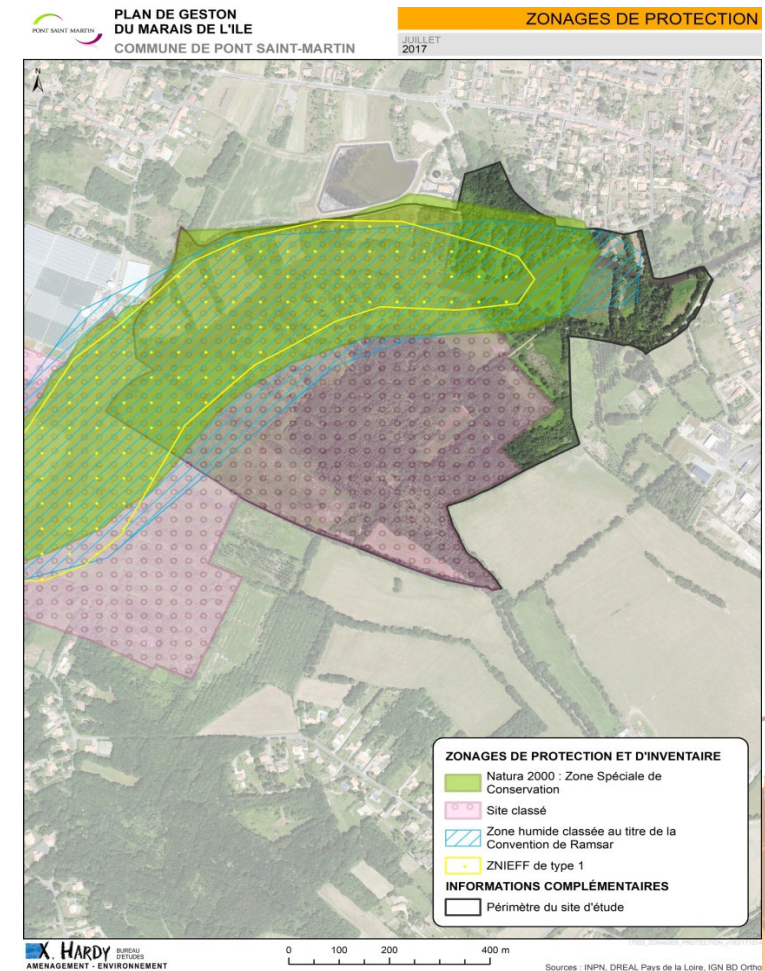 PONT SAINT MARTIN
PLAN DE GESTON
DU MARAIS DE L'ILE
COMMUNE DE PONT SAINT-MARTIN
ZONAGES DE PROTECTION
JUILLET
2017
N
ZONAGES DE PROTECTION ET D'INVENTAIRE
Natura 2000 : Zone Spéciale de
Conservation
Site classé
Zone humide classée au titre de la
Convention de Ramsar
ZNIEFF de type 1
INFORMATIONS COMPLÉMENTAIRES
Périmètre du site d'étude
X. HARDY BUREAU
D'ETUDES
AMENAGEMENT - ENVIRONNEMENT
0 100 200 400 m
Sources : INPN, DREAL Pays de la Loire, IGN BD Ortho